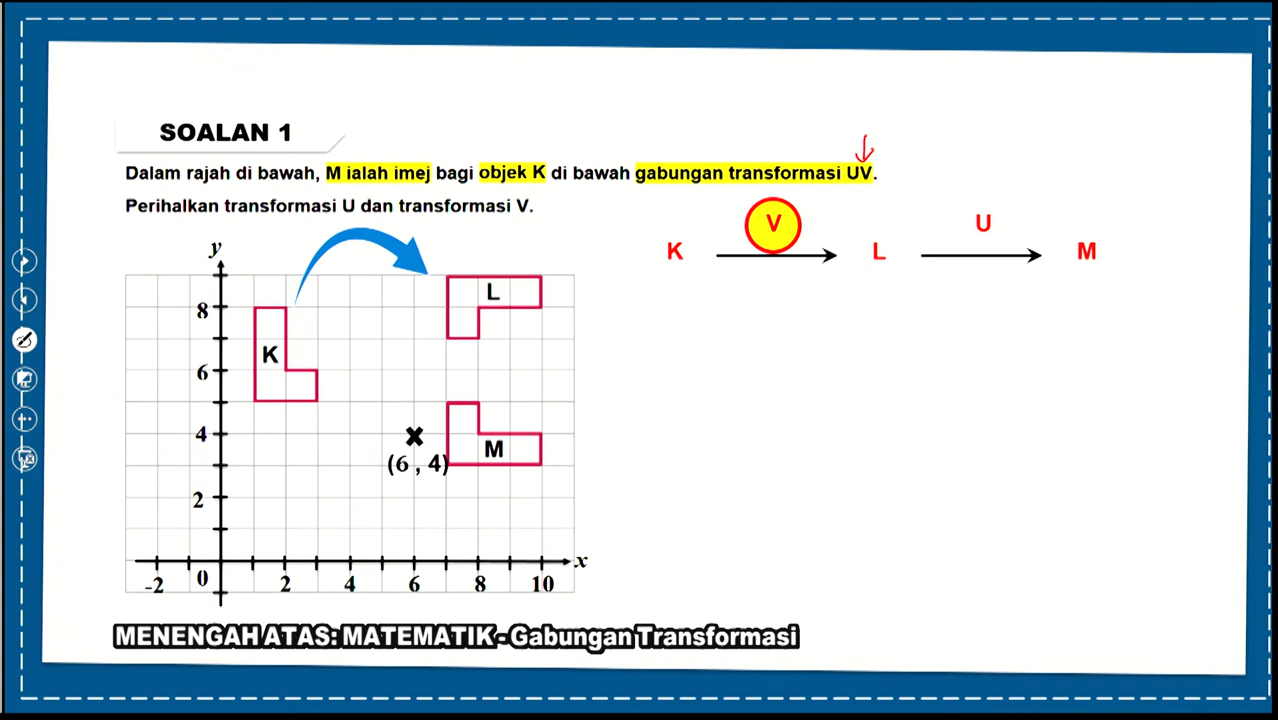 SOALAN 1
Dalam rajah di bawah, M ialah imej bagi objek K di bawah gabungan transformasi UV.
Perihalkan transformasi U dan transformasi V.
K V L U M
y
8
6
4
2
0
-2
2
4
6
8
10
x
K
L
M
(6 , 4)
MENENGAH ATAS: MATEMATIK - Gabungan Transformasi